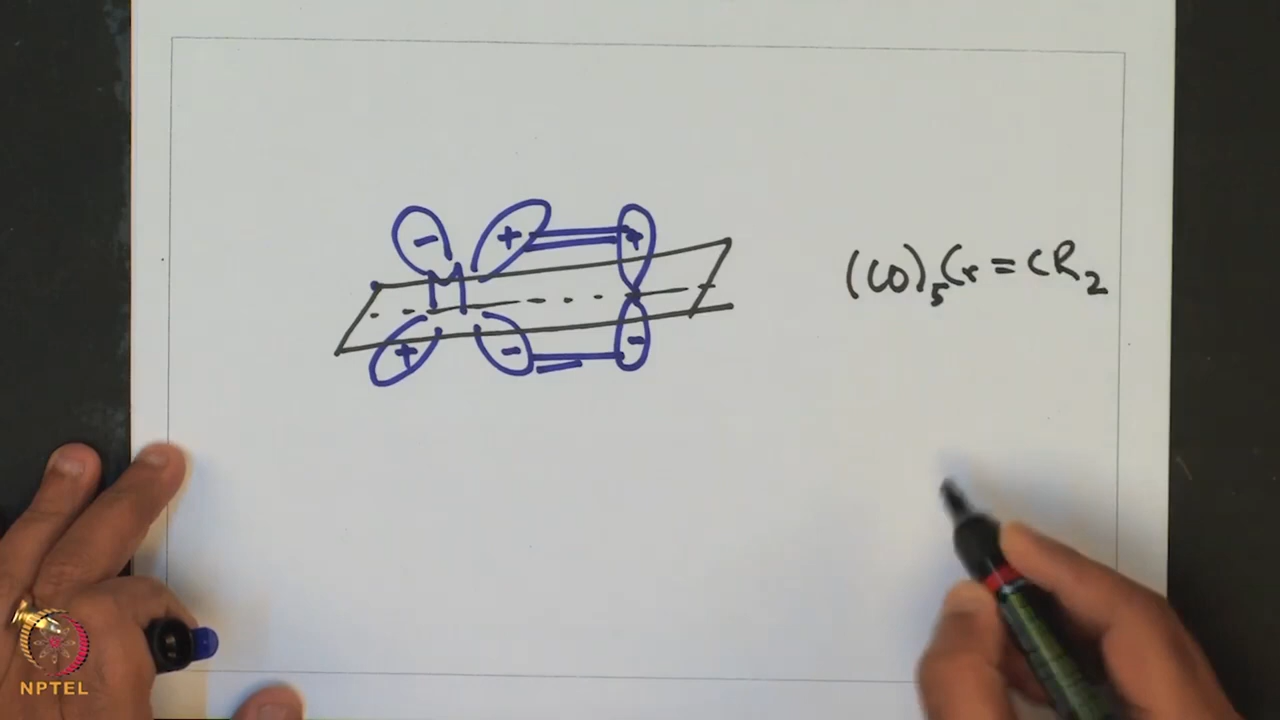 - + +
(CO)₅Cr = CR₂
+ - -
NPTEL